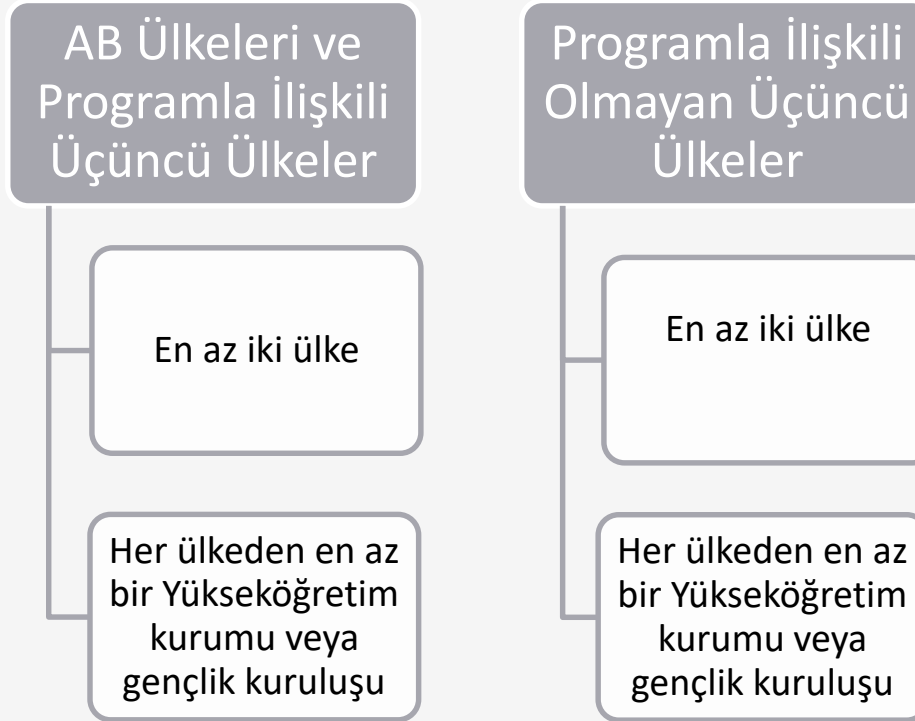 AB Ülkeleri ve
Programla İlişkili
Üçüncü Ülkeler
En az iki ülke
Her ülkeden en az
bir Yükseköğretim
kurumu veya
gençlik kuruluşu
Programla İlişkili
Olmayan Üçüncü
Ülkeler
En az iki ülke
Her ülkeden en az
bir Yükseköğretim
kurumu veya
gençlik kuruluşu